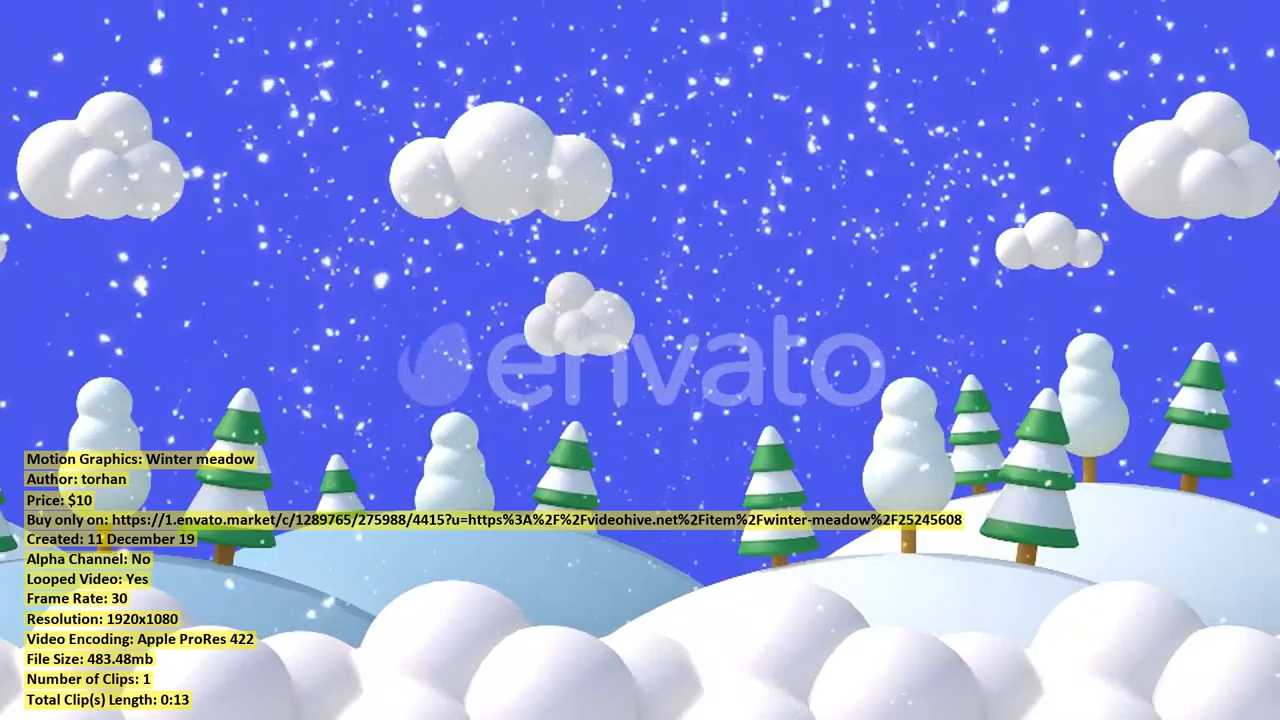 envato
Motion Graphics: Winter meadow
Author: torhan
Price: $10
Buy only on: https://1.envato.market/c/1289765/275988/4415?u=https%3A%2F%2Fvideohive.net%2Fitem%2Fwinter-meadow%2F25245608
Created: 11 December 19
Alpha Channel: No
Looped Video: Yes
Frame Rate: 30
Resolution: 1920x1080
Video Encoding: Apple ProRes 422
File Size: 483.48mb
Number of Clips: 1
Total Clip(s) Length: 0:13